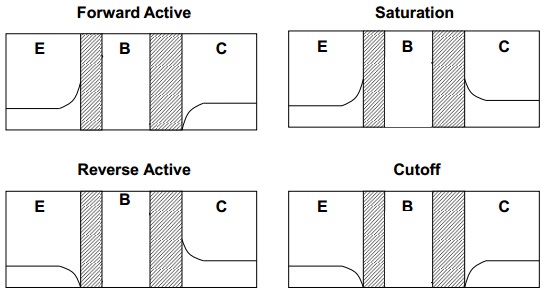 Forward Active
E B C
Saturation
E B C
Reverse Active
E B C
Cutoff
E B C